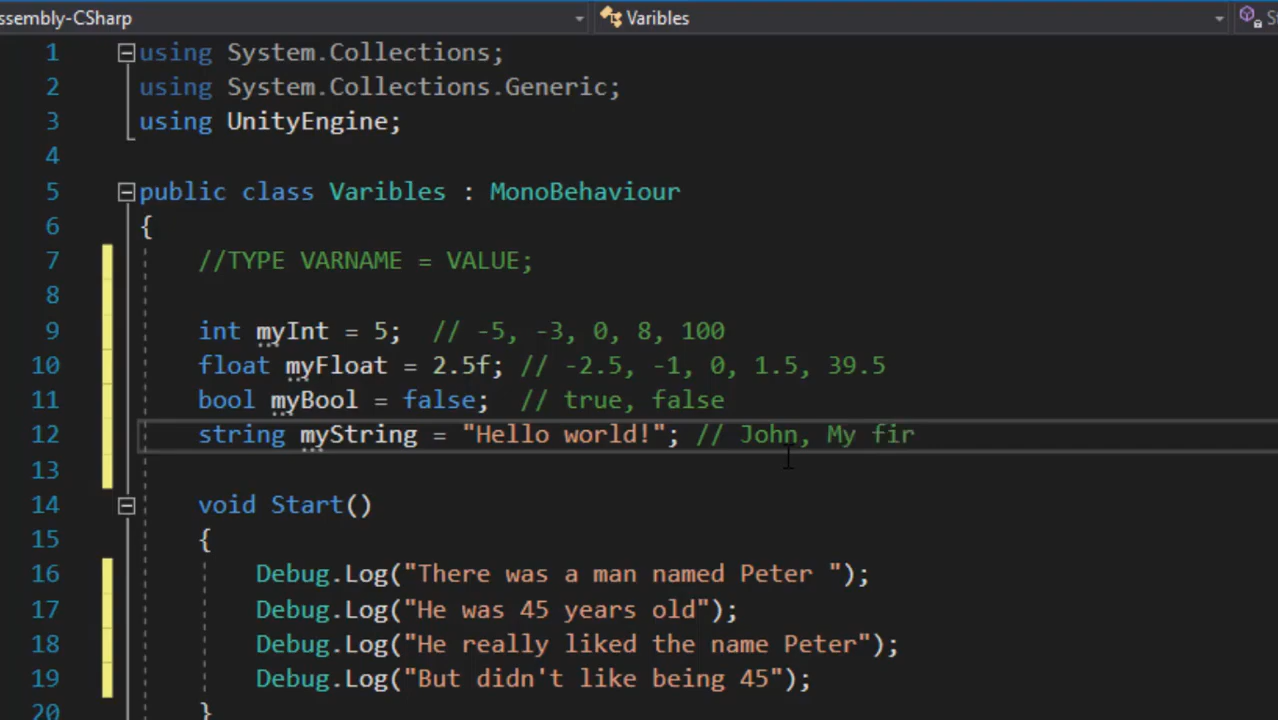 ssembly-CSharp
Varibles
1 using System.Collections;
2 using System.Collections.Generic;
3 using UnityEngine;
4
5 public class Varibles : MonoBehaviour
6 {
7 //TYPE VARNAME = VALUE;
8
9 int myInt = 5; // -5, -3, 0, 8, 100
10 float myFloat = 2.5f; // -2.5, -1, 0, 1.5, 39.5
11 bool myBool = false; // true, false
12 string myString = "Hello world!"; // John, My fir
13
14 void Start()
15 {
16 Debug.Log("There was a man named Peter ");
17 Debug.Log("He was 45 years old");
18 Debug.Log("He really liked the name Peter");
19 Debug.Log("But didn't like being 45");
20 }